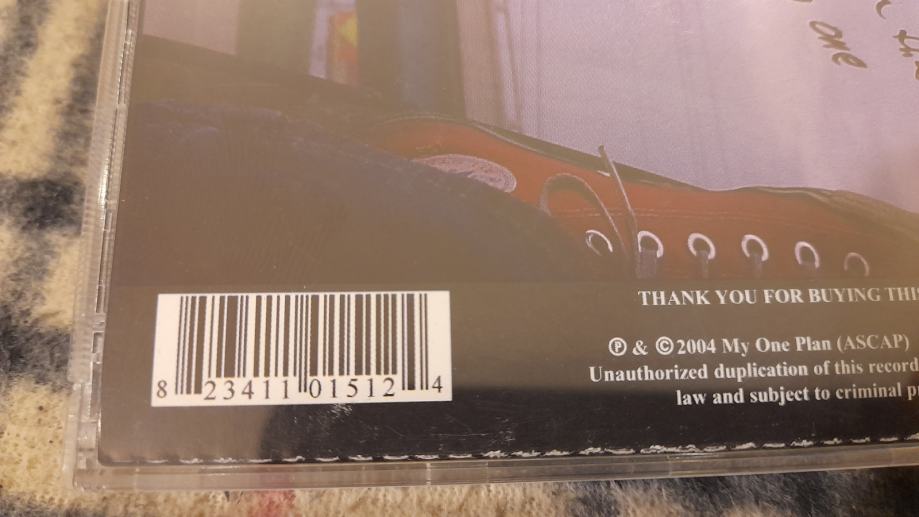 one
THANK YOU FOR BUYING THIS
℗ & ©2004 My One Plan (ASCAP)
Unauthorized duplication of this record
law and subject to criminal p
8 23411 01512 4